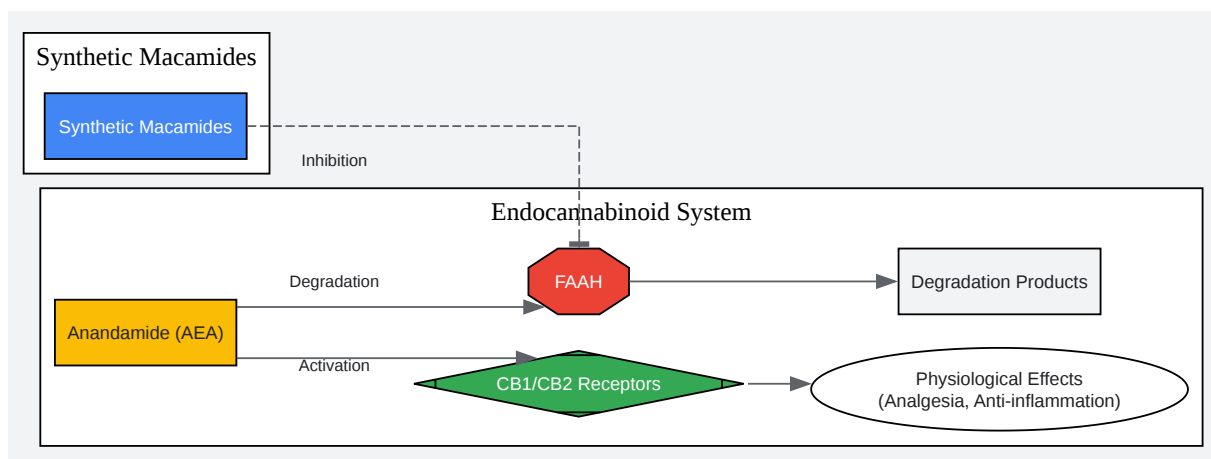 Synthetic Macamides
Synthetic Macamides
Inhibition
Endocannabinoid System
Degradation
FAAH
Degradation Products
Anandamide (AEA)
Activation
CB1/CB2 Receptors
Physiological Effects
(Analgesia, Anti-inflammation)